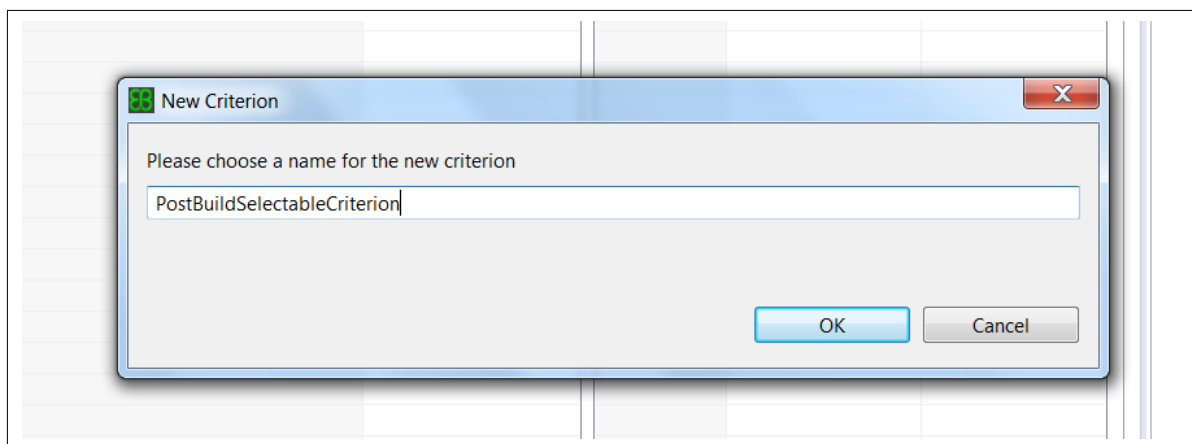 New Criterion
Please choose a name for the new criterion
PostBuildSelectableCriterion
OK Cancel